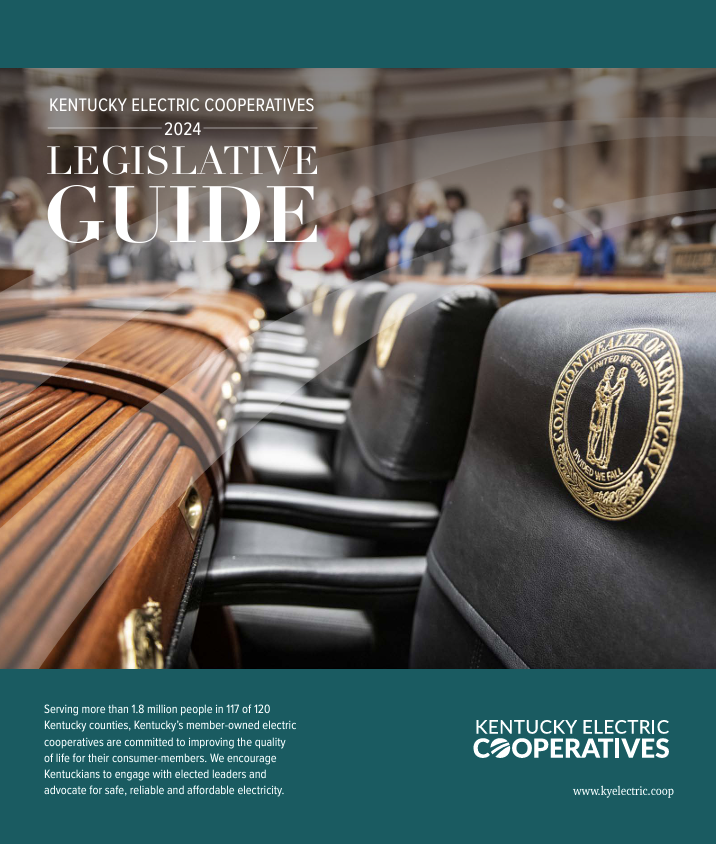 KENTUCKY ELECTRIC COOPERATIVES
2024
LEGISLATIVE
GUIDE
COMMONWEALTH OF KENTUCKY
UNITED WE STAND
DIVIDED WE FALL
Serving more than 1.8 million people in 117 of 120
Kentucky counties, Kentucky’s member-owned electric
cooperatives are committed to improving the quality
of life for their consumer-members. We encourage
Kentuckians to engage with elected leaders and
advocate for safe, reliable and affordable electricity.
KENTUCKY ELECTRIC
COOPERATIVES
www.kyelectric.coop